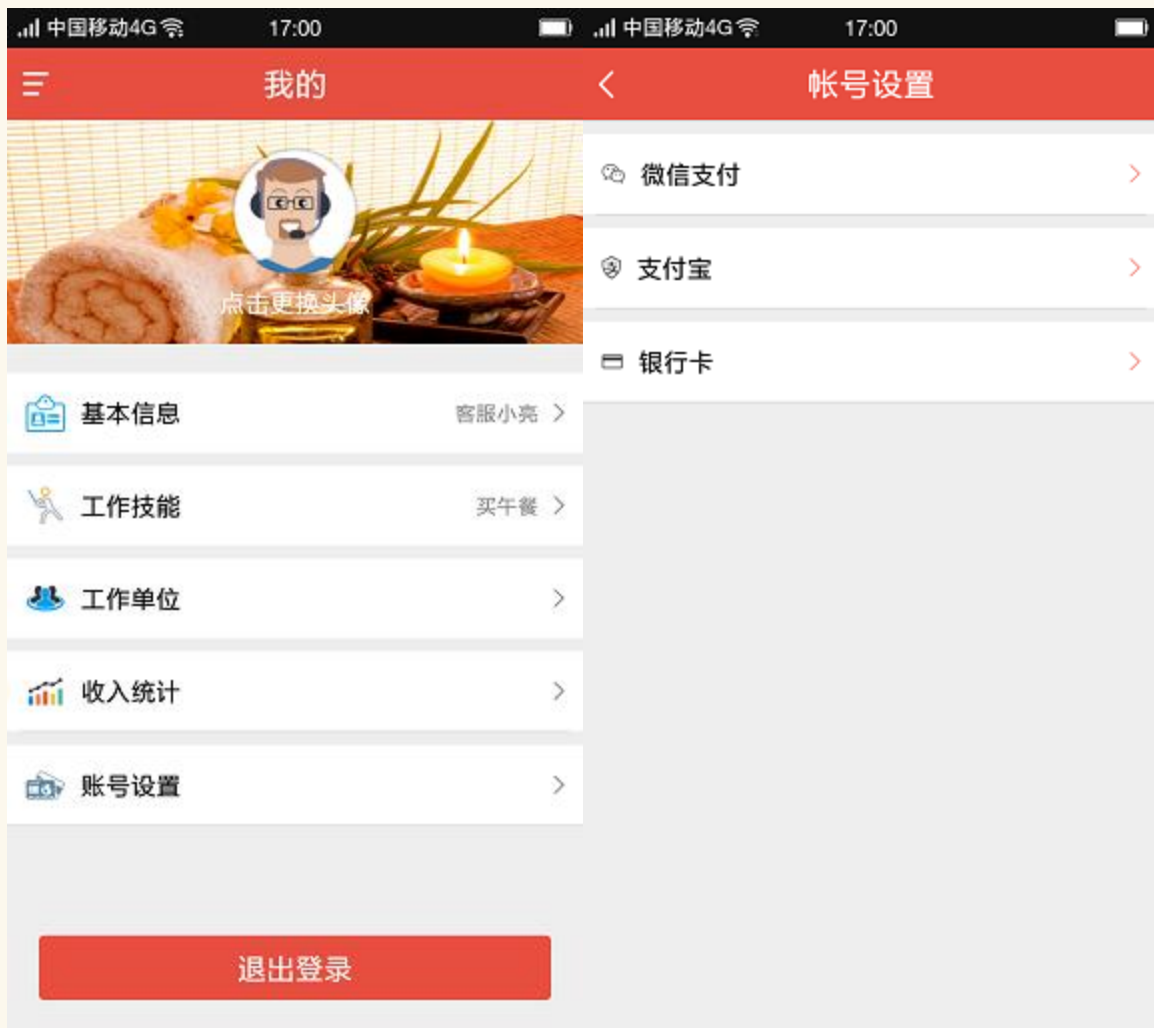 中国移动4G 17:00
我的
点击更换头像
基本信息 客服小亮
工作技能 买午餐
工作单位
收入统计
账号设置
退出登录
中国移动4G 17:00
帐号设置
微信支付
支付宝
银行卡